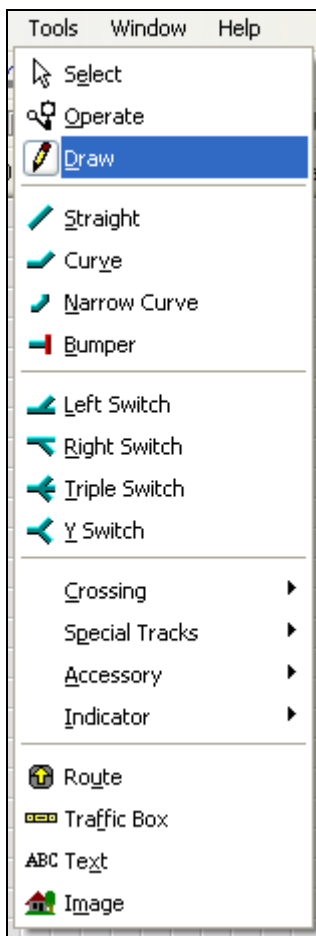 Tools Window Help
Select
Operate
Draw
Straight
Curve
Narrow Curve
Bumper
Left Switch
Right Switch
Triple Switch
Y Switch
Crossing
Special Tracks
Accessory
Indicator
Route
Traffic Box
ABC Text
Image